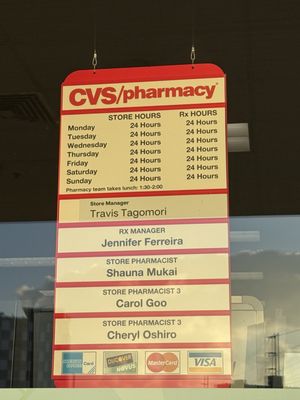 CVS/pharmacy
STORE HOURS Rx HOURS
Monday 24 Hours 24 Hours
Tuesday 24 Hours 24 Hours
Wednesday 24 Hours 24 Hours
Thursday 24 Hours 24 Hours
Friday 24 Hours 24 Hours
Saturday 24 Hours 24 Hours
Sunday 24 Hours 24 Hours
Pharmacy team takes lunch: 1:30-2:00
Store Manager
Travis Tagomori
RX MANAGER
Jennifer Ferreira
STORE PHARMACIST
Shauna Mukai
STORE PHARMACIST 3
Carol Goo
STORE PHARMACIST 3
Cheryl Oshiro
Card DISCOVER NOVUS MasterCard VISA